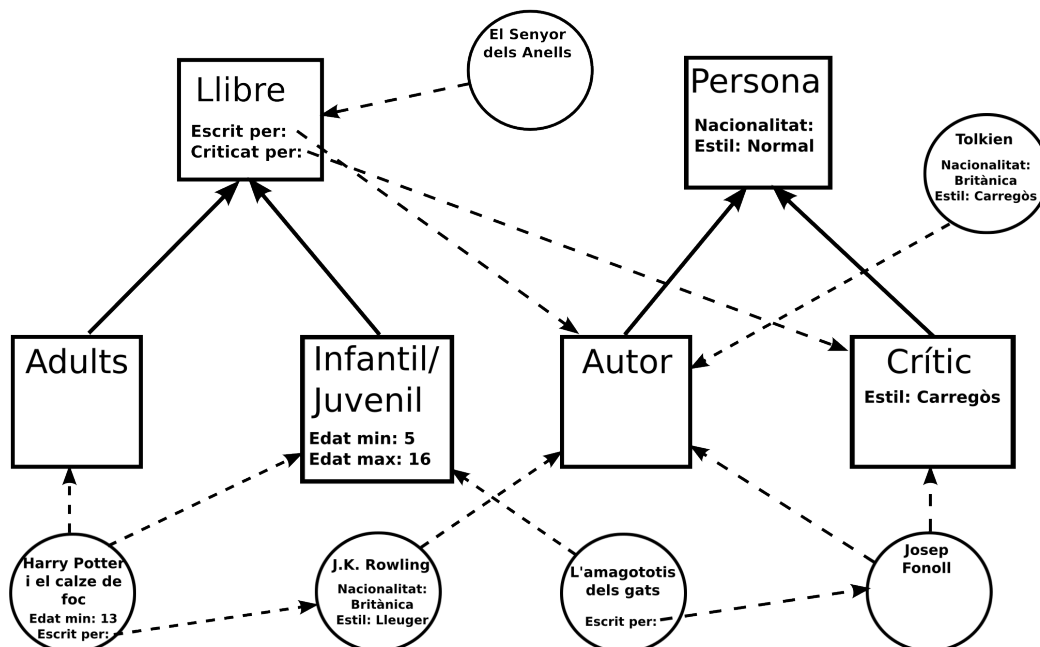 El Senyor
dels Anells
Llibre
Escrit per:
Criticat per:
Persona
Nacionalitat:
Estil: Normal
Tolkien
Nacionalitat:
Britànica
Estil: Carregòs
Adults
Infantil/
Juvenil
Edat min: 5
Edat max: 16
Autor
Crític
Estil: Carregòs
Harry Potter
i el calze de
foc
Edat min: 13
Escrit per:
J.K. Rowling
Nacionalitat:
Britànica
Estil: Lleuger
L'amagototis
dels gats
Escrit per:
Josep
Fonoll